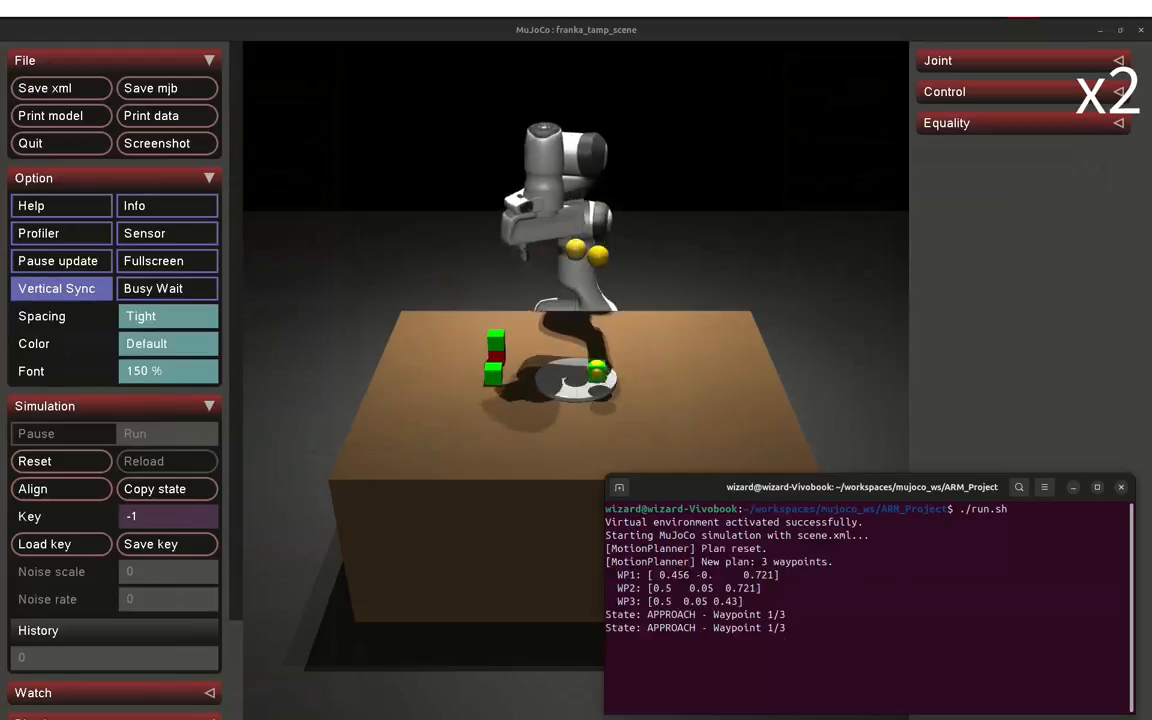 MuJoCo : franka_tamp_scene
File
Save xml
Save mjb
Print model
Print data
Quit
Screenshot
Option
Help
Info
Profiler
Sensor
Pause update
Fullscreen
Vertical Sync
Busy Wait
Spacing
Tight
Color
Default
Font
150 %
Simulation
Pause
Run
Reset
Reload
Align
Copy state
Key
-1
Load key
Save key
Noise scale
0
Noise rate
0
History
0
Watch
Joint
Control
Equality
x2
wizard@wizard-Vivobook: ~/workspaces/mujoco_ws/ARM_Project
wizard@wizard-Vivobook:~/workspaces/mujoco_ws/ARM_Project$ ./run.sh
Virtual environment activated successfully.
Starting MuJoCo simulation with scene.xml...
[MotionPlanner] Plan reset.
[MotionPlanner] New plan: 3 waypoints.
WP1: [ 0.456 -0.     0.721]
WP2: [0.5   0.05  0.721]
WP3: [0.5  0.05 0.43]
State: APPROACH - Waypoint 1/3
State: APPROACH - Waypoint 1/3